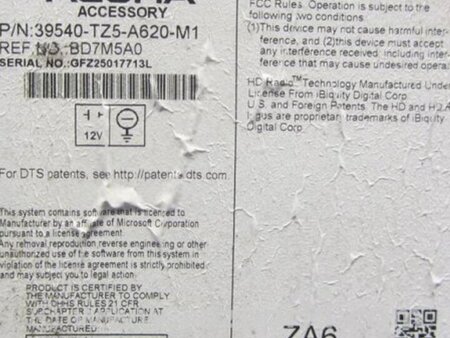 ACCESSORY
P/N:39540-TZ5-A620-M1
REF.NO. BD7M5A0
SERIAL NO.:GFZ25017713L
12V
For DTS patents, see http://patents.dts.com.
This system contains software that is licensed to
Manufacturer by an affiliate of Microsoft Corporation
pursuant to a license agreement.
Any removal, reproduction, reverse engineering or other
unauthorized use of the software from this system in
violation of the license agreement is strictly prohibited
and may subject you to legal action.
PRODUCT IS CERTIFIED BY
THE MANUFACTURER TO COMPLY
WITH DHHS RULES 21 CFR
AT THE DATE OF MANUFACTURE
FCC Rules. Operation is subject to the
following two conditions.
(1)This device may not cause harmful
ference, and (2)this device must accept
any interference received, including inter
ference that may cause undesired opera
HD Radio™Technology Manufactured Under
License From iBiquity Digital Corp.
U.S. and Foreign Patents. The HD and
logos are proprietary trademarks of iBiquity
Digital Corp.
ZA6